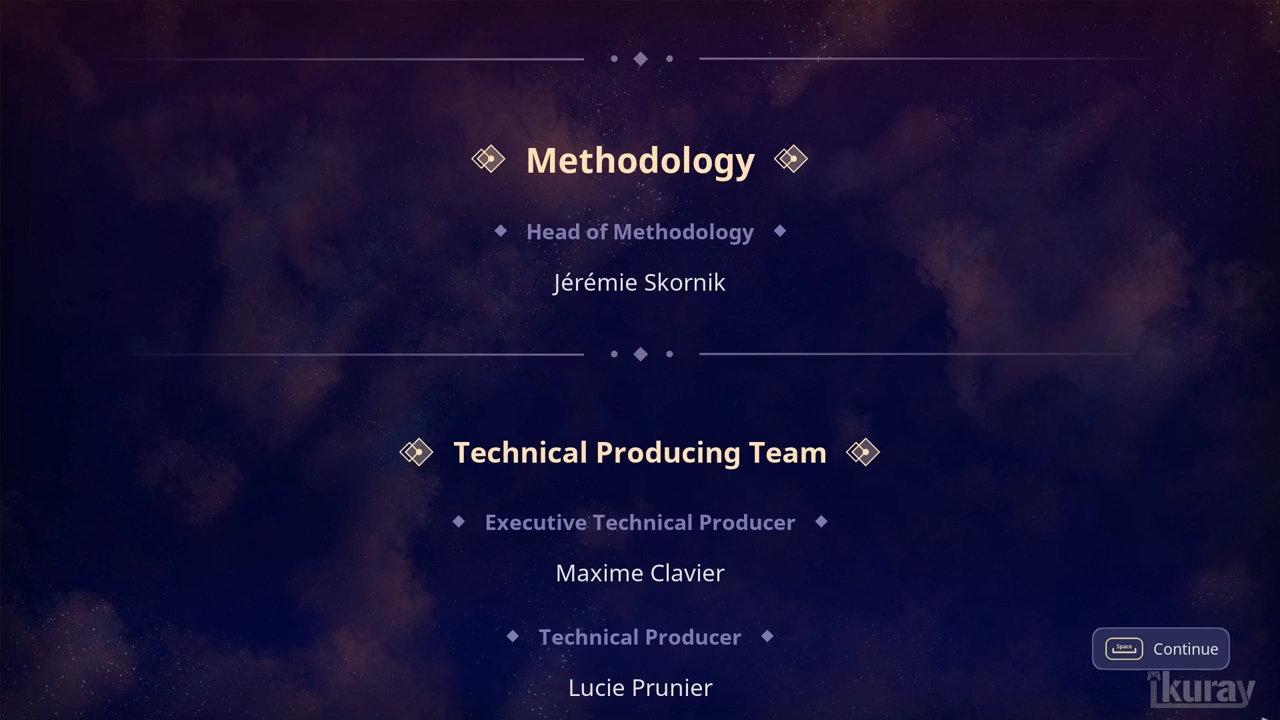 Methodology
Head of Methodology
Jérémie Skornik
Technical Producing Team
Executive Technical Producer
Maxime Clavier
Technical Producer
Lucie Prunier
Space Continue
ikuray